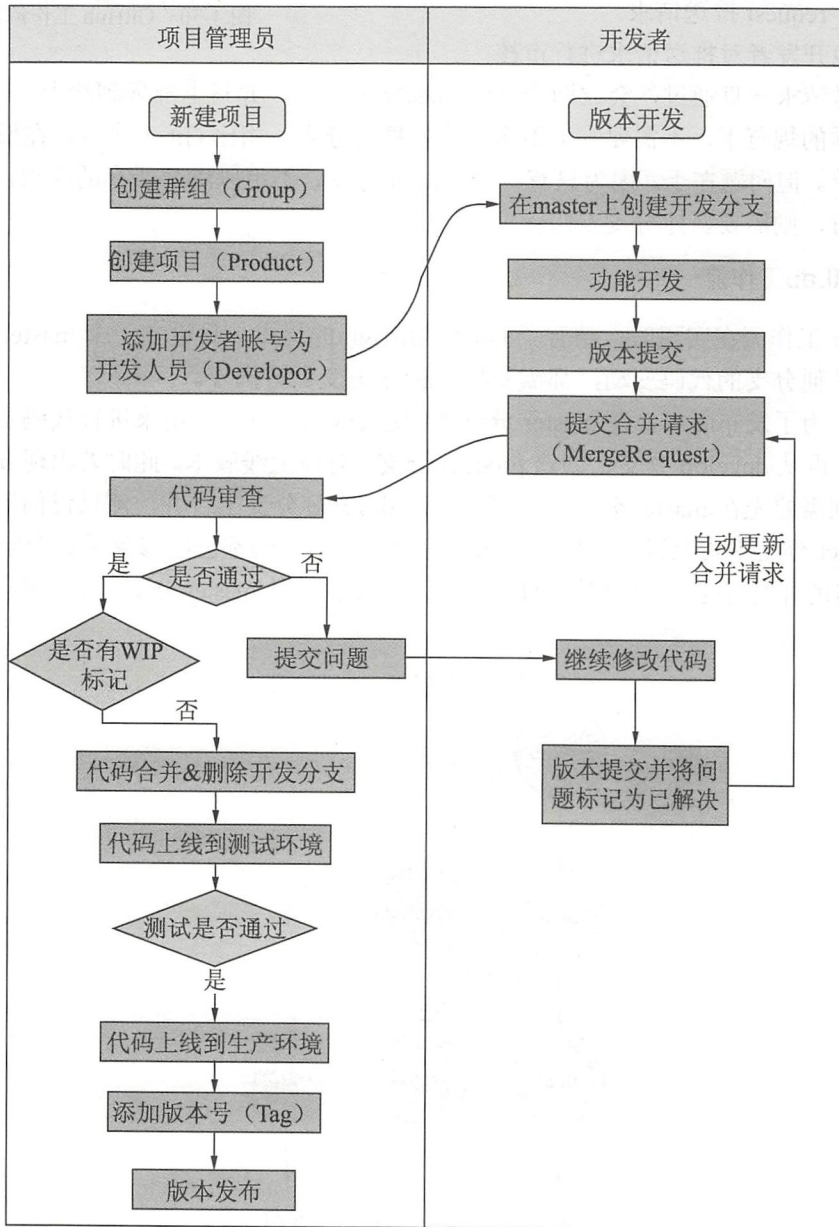 项目管理员
开发者
新建项目
创建群组（Group）
创建项目（Product）
添加开发者帐号为
开发人员（Developor）
版本开发
在master上创建开发分支
功能开发
版本提交
提交合并请求
（MergeRe quest）
代码审查
是否通过
是
否
是否有WIP
标记
否
提交问题
继续修改代码
自动更新
合并请求
版本提交并将问
题标记为已解决
代码合并&删除开发分支
代码上线到测试环境
测试是否通过
是
代码上线到生产环境
添加版本号（Tag）
版本发布